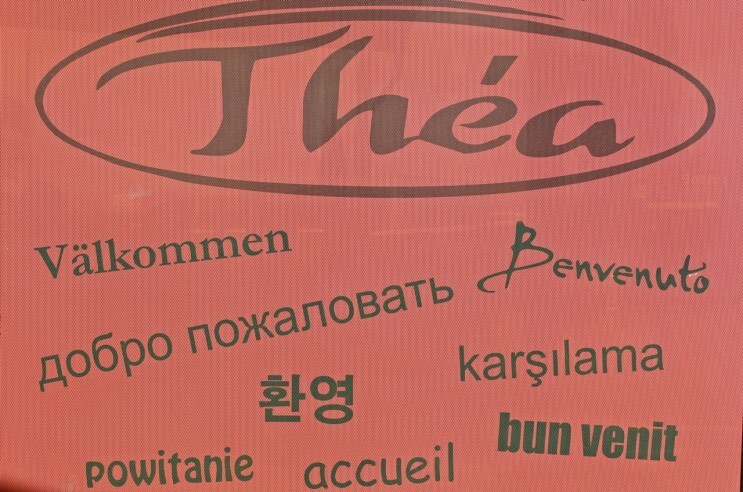 Théa
Välkommen
Benvenuto
добро пожаловать
karşılama
환영
bun venit
powitanie
accueil